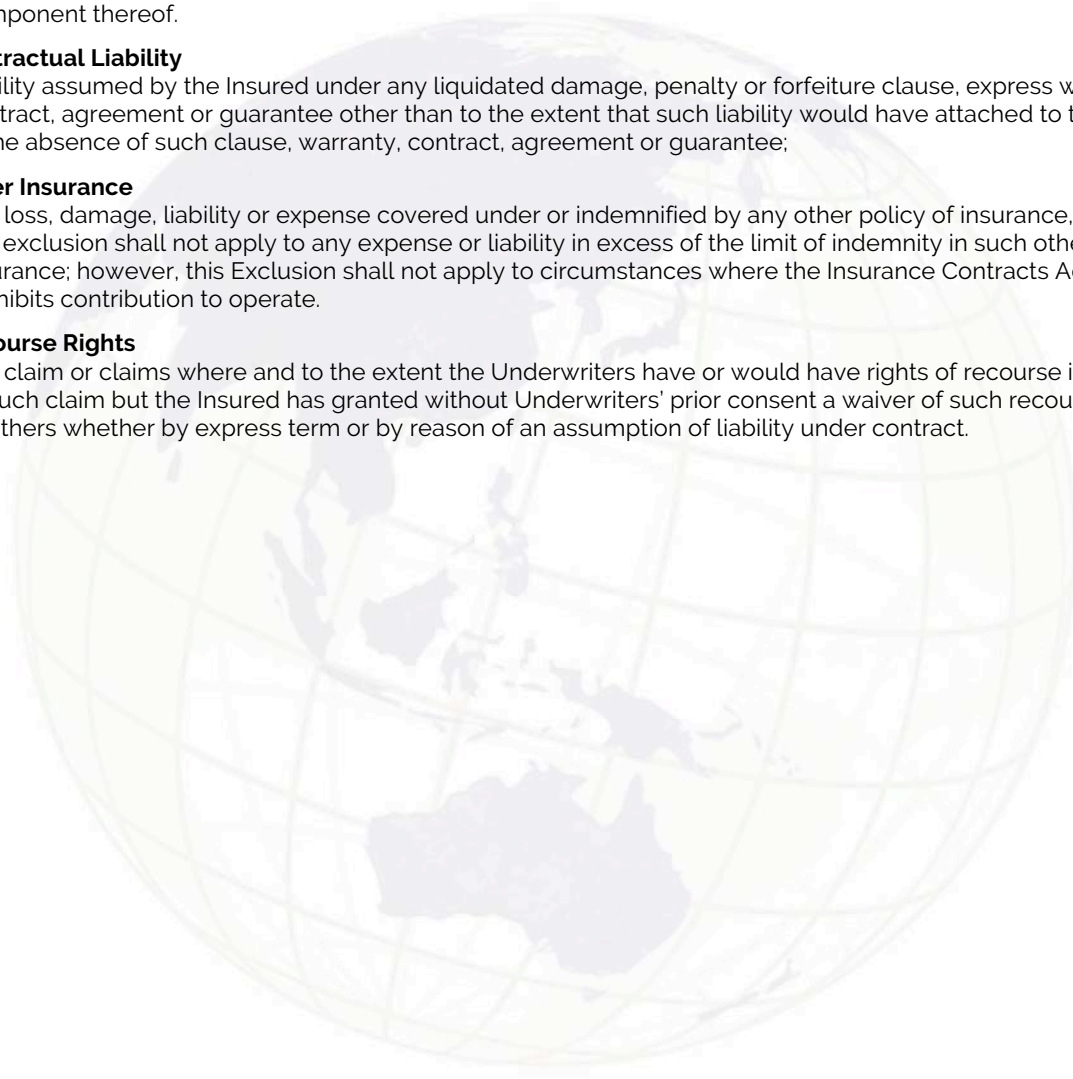 mponent thereof.
tractual Liability
ility assumed by the Insured under any liquidated damage, penalty or forfeiture clause, express w
tract, agreement or guarantee other than to the extent that such liability would have attached to t
he absence of such clause, warranty, contract, agreement or guarantee;
er Insurance
loss, damage, liability or expense covered under or indemnified by any other policy of insurance,
exclusion shall not apply to any expense or liability in excess of the limit of indemnity in such othe
urance; however, this Exclusion shall not apply to circumstances where the Insurance Contracts A
hibits contribution to operate.
ourse Rights
claim or claims where and to the extent the Underwriters have or would have rights of recourse i
uch claim but the Insured has granted without Underwriters' prior consent a waiver of such recou
thers whether by express term or by reason of an assumption of liability under contract.